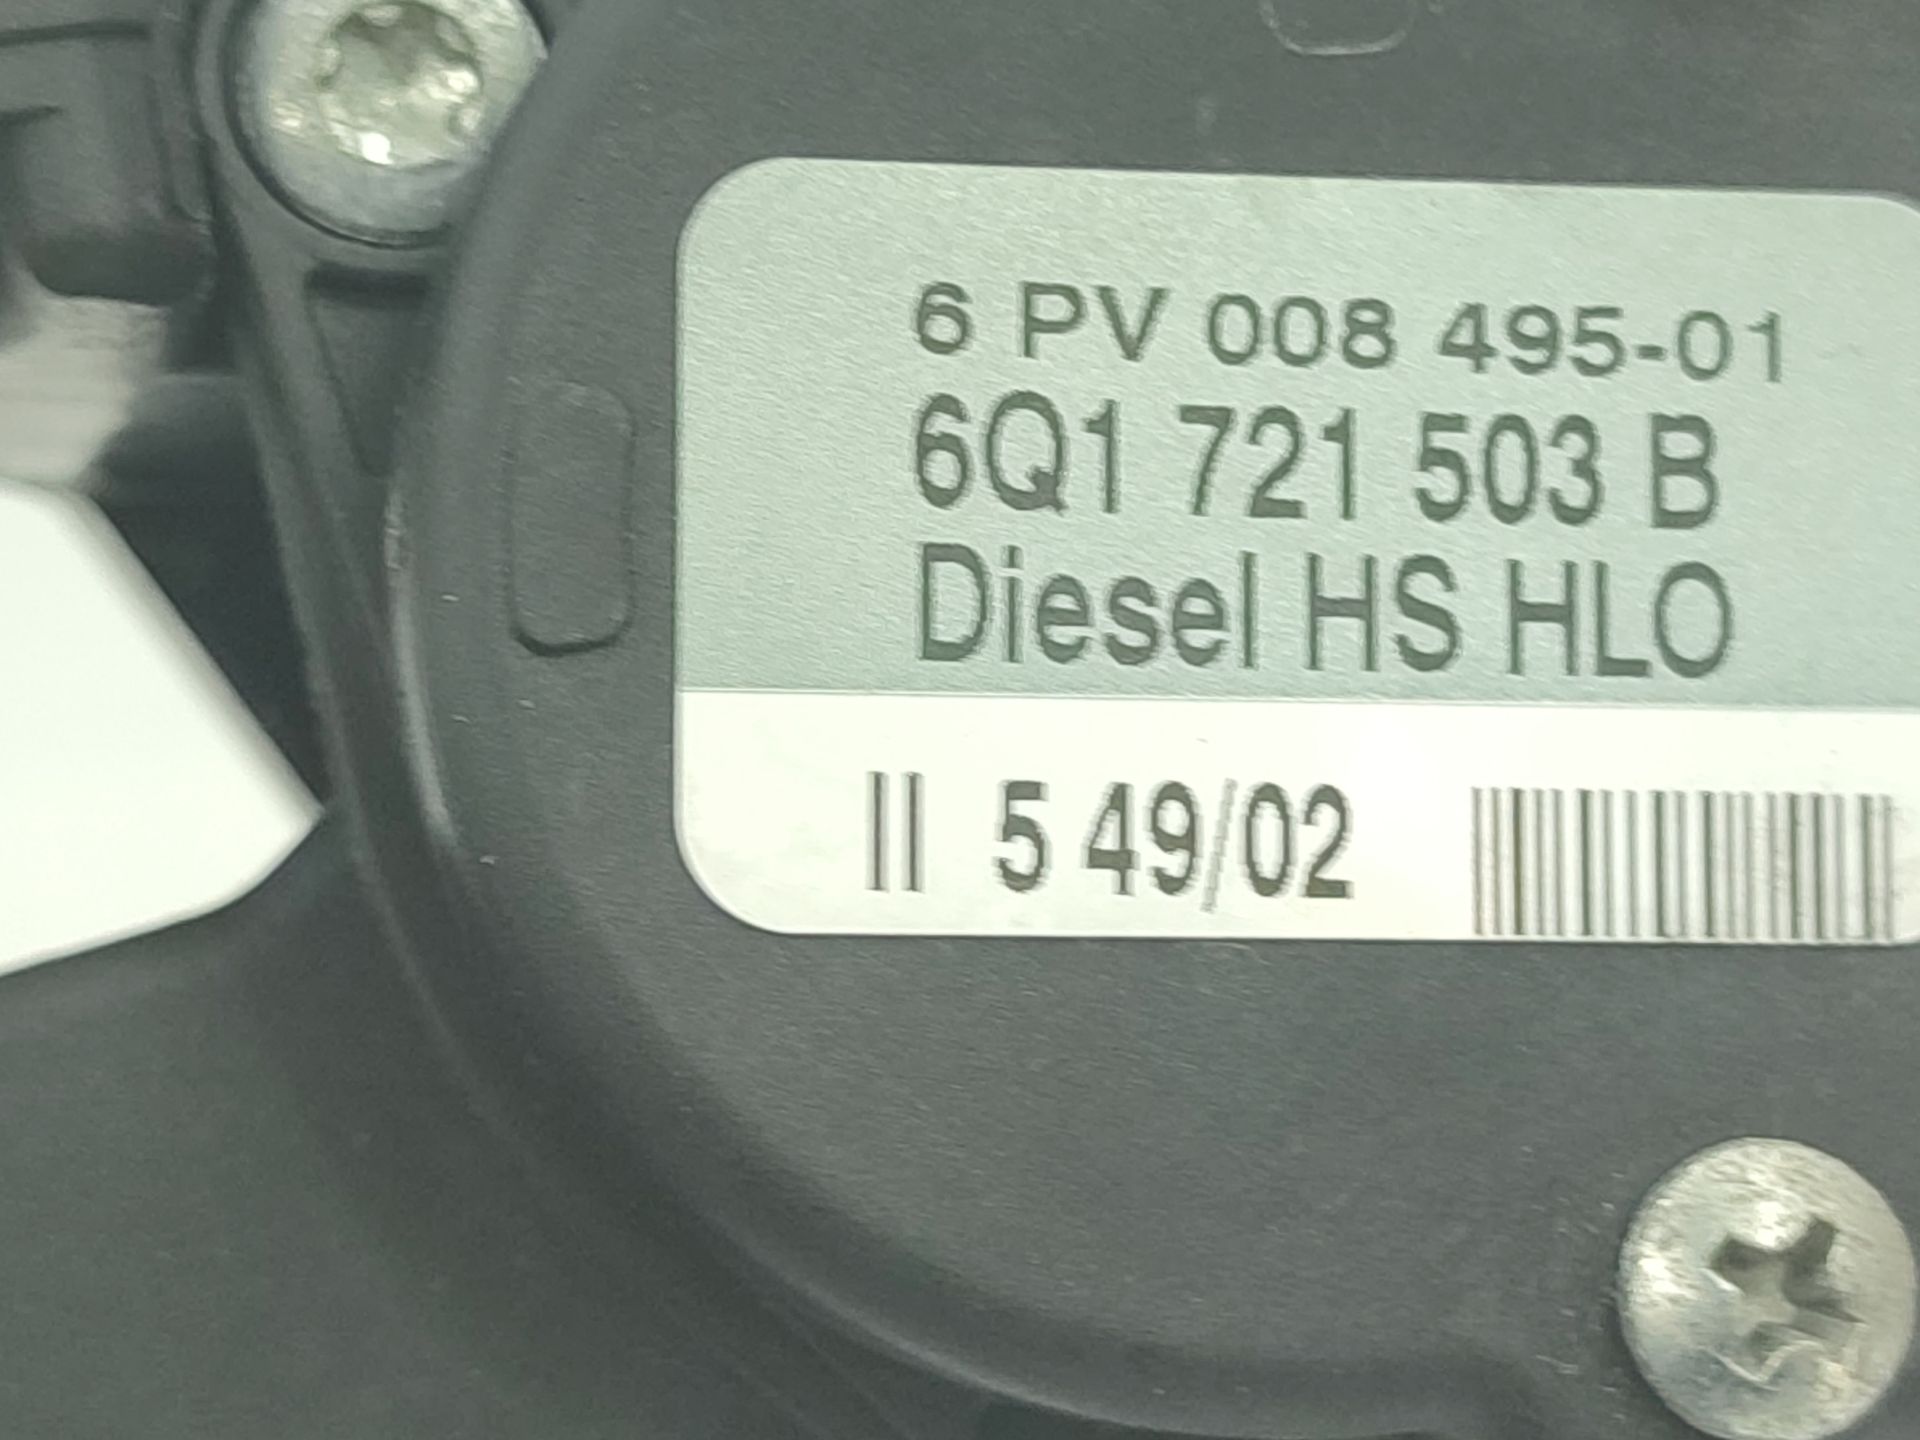 6 PV 008 495-01
6Q1 721 503 B
Diesel HS HLO
II 5 49/02